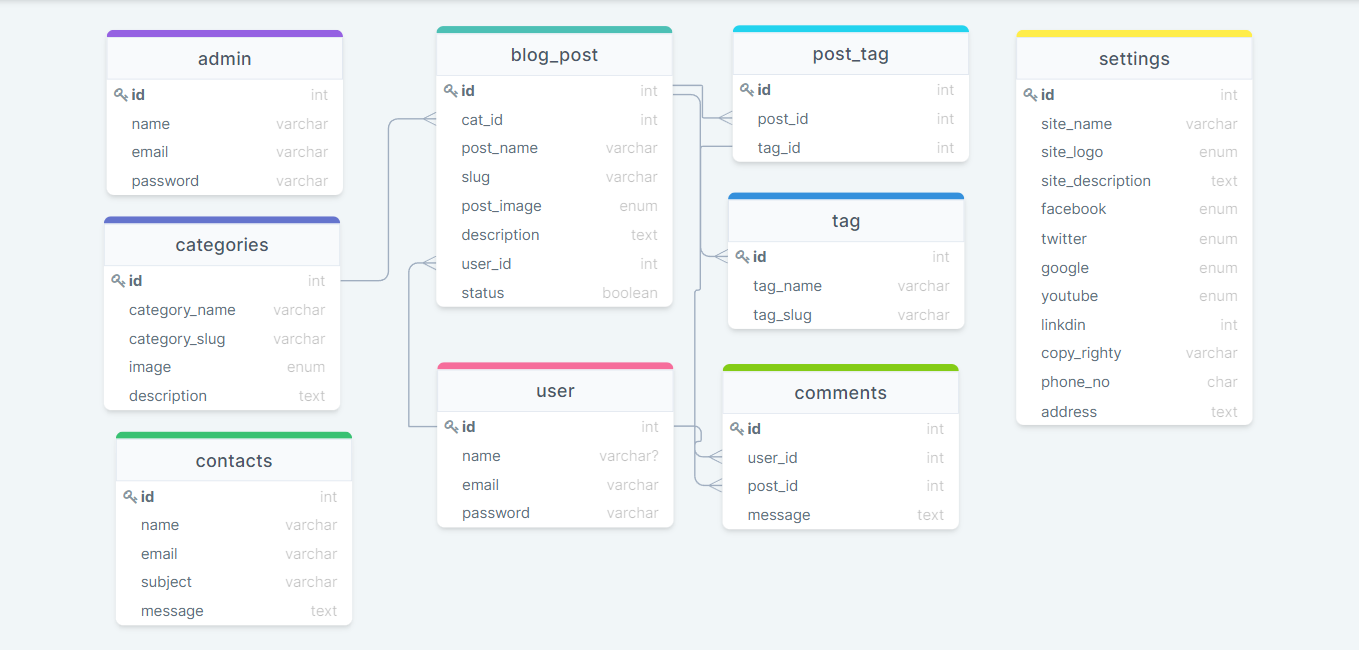 admin
id int
name varchar
email varchar
password varchar
categories
id int
category_name varchar
category_slug varchar
image enum
description text
contacts
id int
name varchar
email varchar
subject varchar
message text
blog_post
id int
cat_id int
post_name varchar
slug varchar
post_image enum
description text
user_id int
status boolean
user
id int
name varchar?
email varchar
password varchar
post_tag
id int
post_id int
tag_id int
tag
id int
tag_name varchar
tag_slug varchar
comments
id int
user_id int
post_id int
message text
settings
id int
site_name varchar
site_logo enum
site_description text
facebook enum
twitter enum
google enum
youtube enum
linkdin int
copy_righty varchar
phone_no char
address text